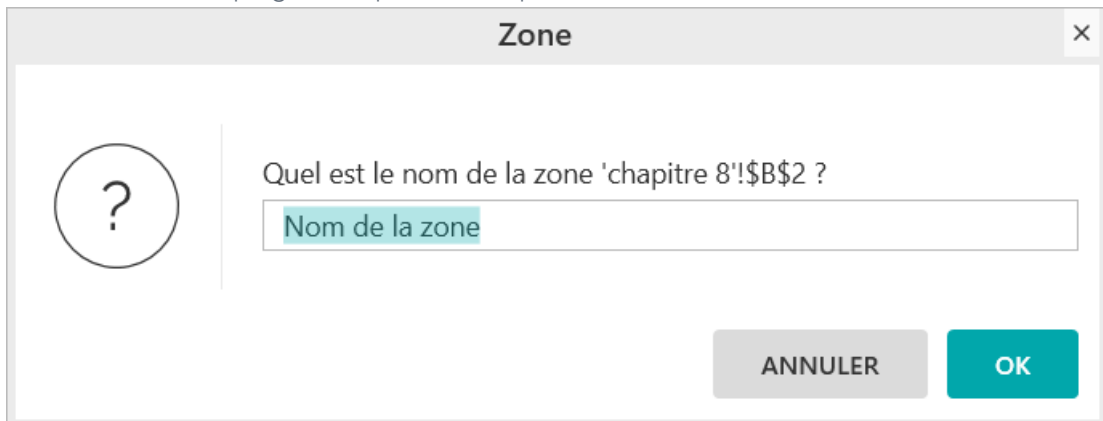 Zone
×
Quel est le nom de la zone 'chapitre 8'!$B$2 ?
?
Nom de la zone
ANNULER
OK